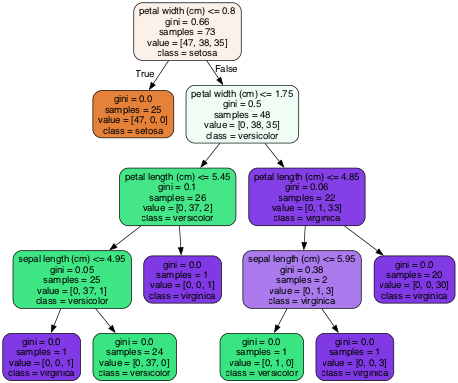 petal width (cm) <= 0.8
gini = 0.66
samples = 73
value = [47, 38, 35]
class = setosa
True
False
gini = 0.0
samples = 25
value = [47, 0, 0]
class = setosa
petal width (cm) <= 1.75
gini = 0.5
samples = 48
value = [0, 38, 35]
class = versicolor
petal length (cm) <= 5.45
gini = 0.1
samples = 26
value = [0, 37, 2]
class = versicolor
petal length (cm) <= 4.85
gini = 0.06
samples = 22
value = [0, 1, 33]
class = virginica
sepal length (cm) <= 4.95
gini = 0.05
samples = 25
value = [0, 37, 1]
class = versicolor
gini = 0.0
samples = 1
value = [0, 0, 1]
class = virginica
sepal length (cm) <= 5.95
gini = 0.38
samples = 2
value = [0, 1, 3]
class = virginica
gini = 0.0
samples = 20
value = [0, 0, 30]
class = virginica
gini = 0.0
samples = 1
value = [0, 0, 1]
class = virginica
gini = 0.0
samples = 24
value = [0, 37, 0]
class = versicolor
gini = 0.0
samples = 1
value = [0, 1, 0]
class = versicolor
gini = 0.0
samples = 1
value = [0, 0, 3]
class = virginica